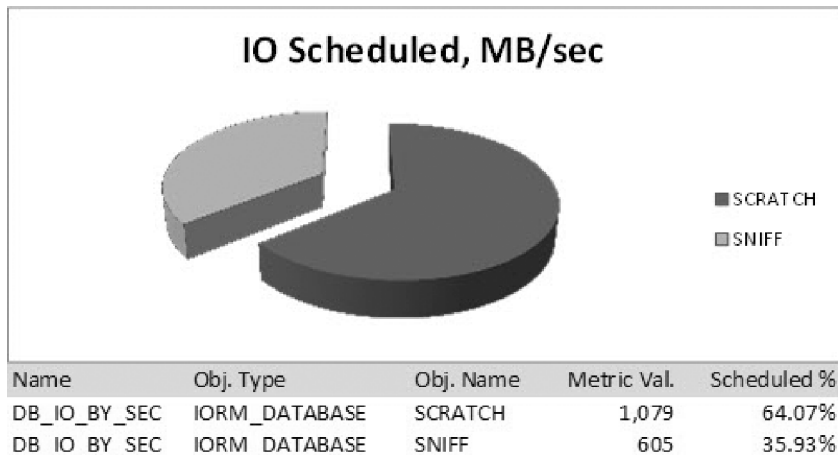 IO Scheduled, MB/sec
SCRATCH
SNIFF
Name Obj. Type Obj. Name Metric Val. Scheduled %
DB_IO_BY_SEC IORM_DATABASE SCRATCH 1,079 64.07%
DB_IO_BY_SEC IORM_DATABASE SNIFF 605 35.93%